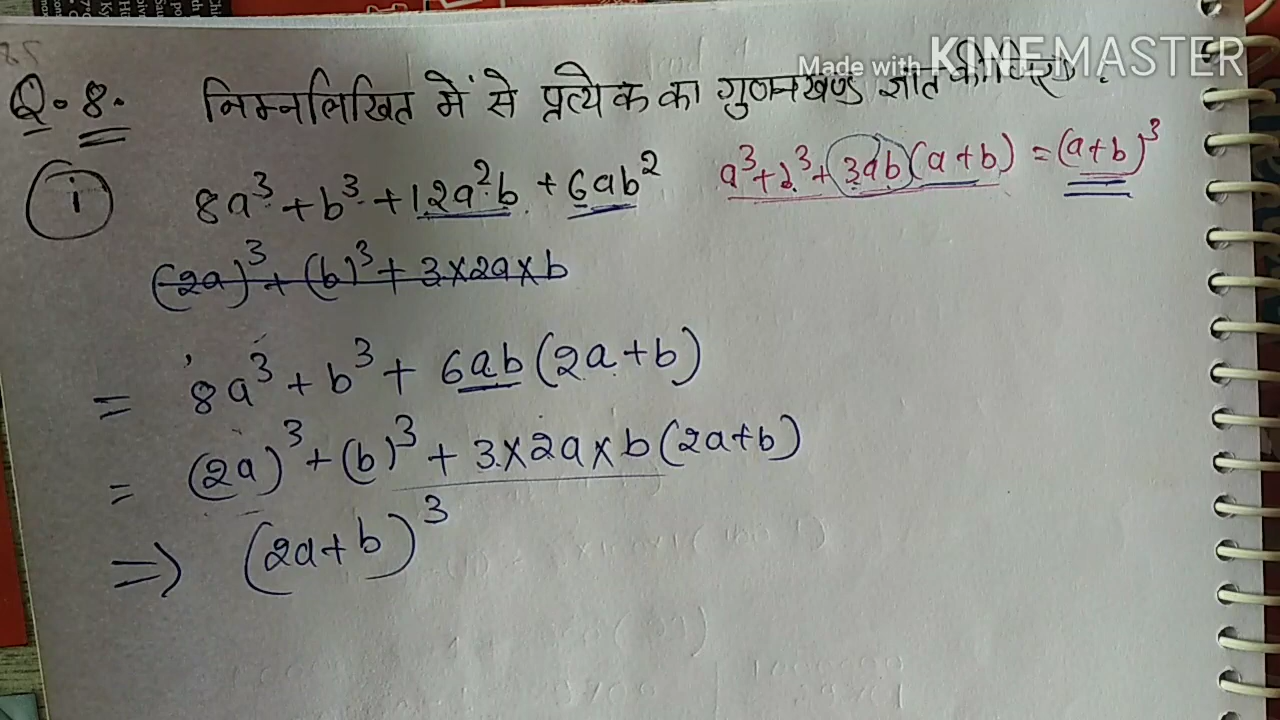 Made with KINEMASTER
Q. 8. निम्नलिखित में से प्रत्येक का गुणनखण्ड ज्ञात कीजिए.
i 8a³ + b³ + 12a²b + 6ab²
a³ + b³ + 3ab (a + b) = (a + b)³
(2a)³ + (b)³ + 3×2a×b
= 8a³ + b³ + 6ab (2a + b)
= (2a)³ + (b)³ + 3×2a×b (2a+b)
⇒ (2a+b)³